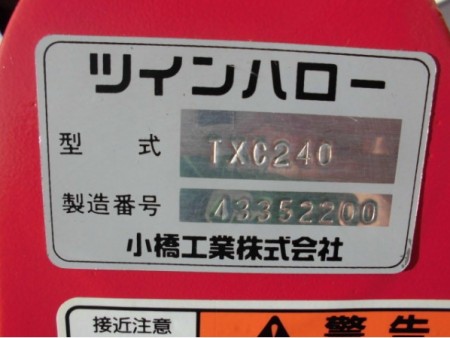 ツインハロー
型式 TXC240
製造番号 43352200
小橋工業株式会社
接近注意 警告